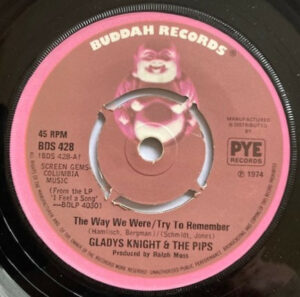 BUDDAH RECORDS
45 RPM
BDS 428
(BDS 428-A)
SCREEN GEMS-
COLUMBIA
MUSIC
(From the LP
"I Feel a Song"
—BDLP 4030)
MANUFACTURED
& DISTRIBUTED
BY
PYE
RECORDS
℗ 1974
The Way We Were/Try To Remember
(Hamlisch, Bergman)/(Schmidt, Jones)
GLADYS KNIGHT & THE PIPS
Produced by Ralph Moss